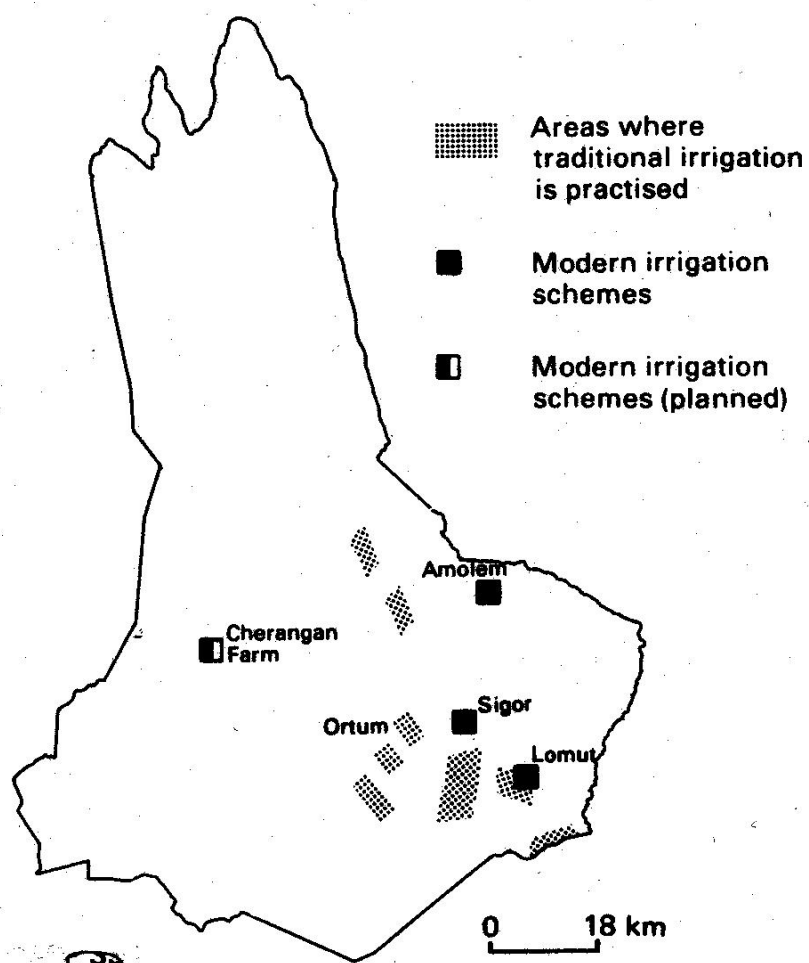 Areas where
traditional irrigation
is practised
Modern irrigation
schemes
Modern irrigation
schemes (planned)
Amolem
Cherangan
Farm
Sigor
Ortum
Lomut
0 18 km